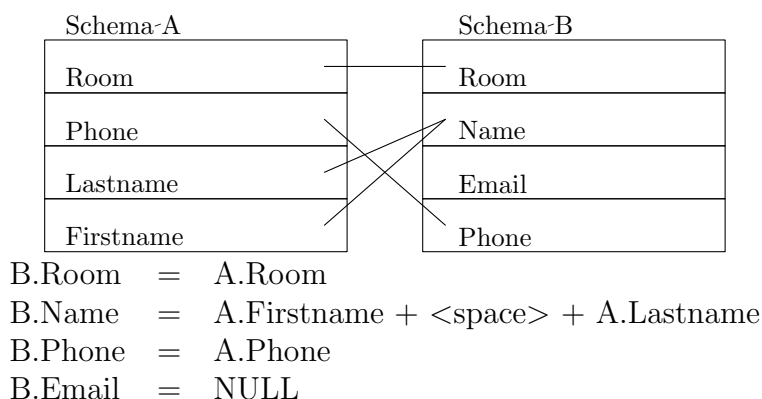 Schema-A Schema-B
Room Room
Phone Name
Lastname Email
Firstname Phone
B.Room = A.Room
B.Name = A.Firstname + <space> + A.Lastname
B.Phone = A.Phone
B.Email = NULL